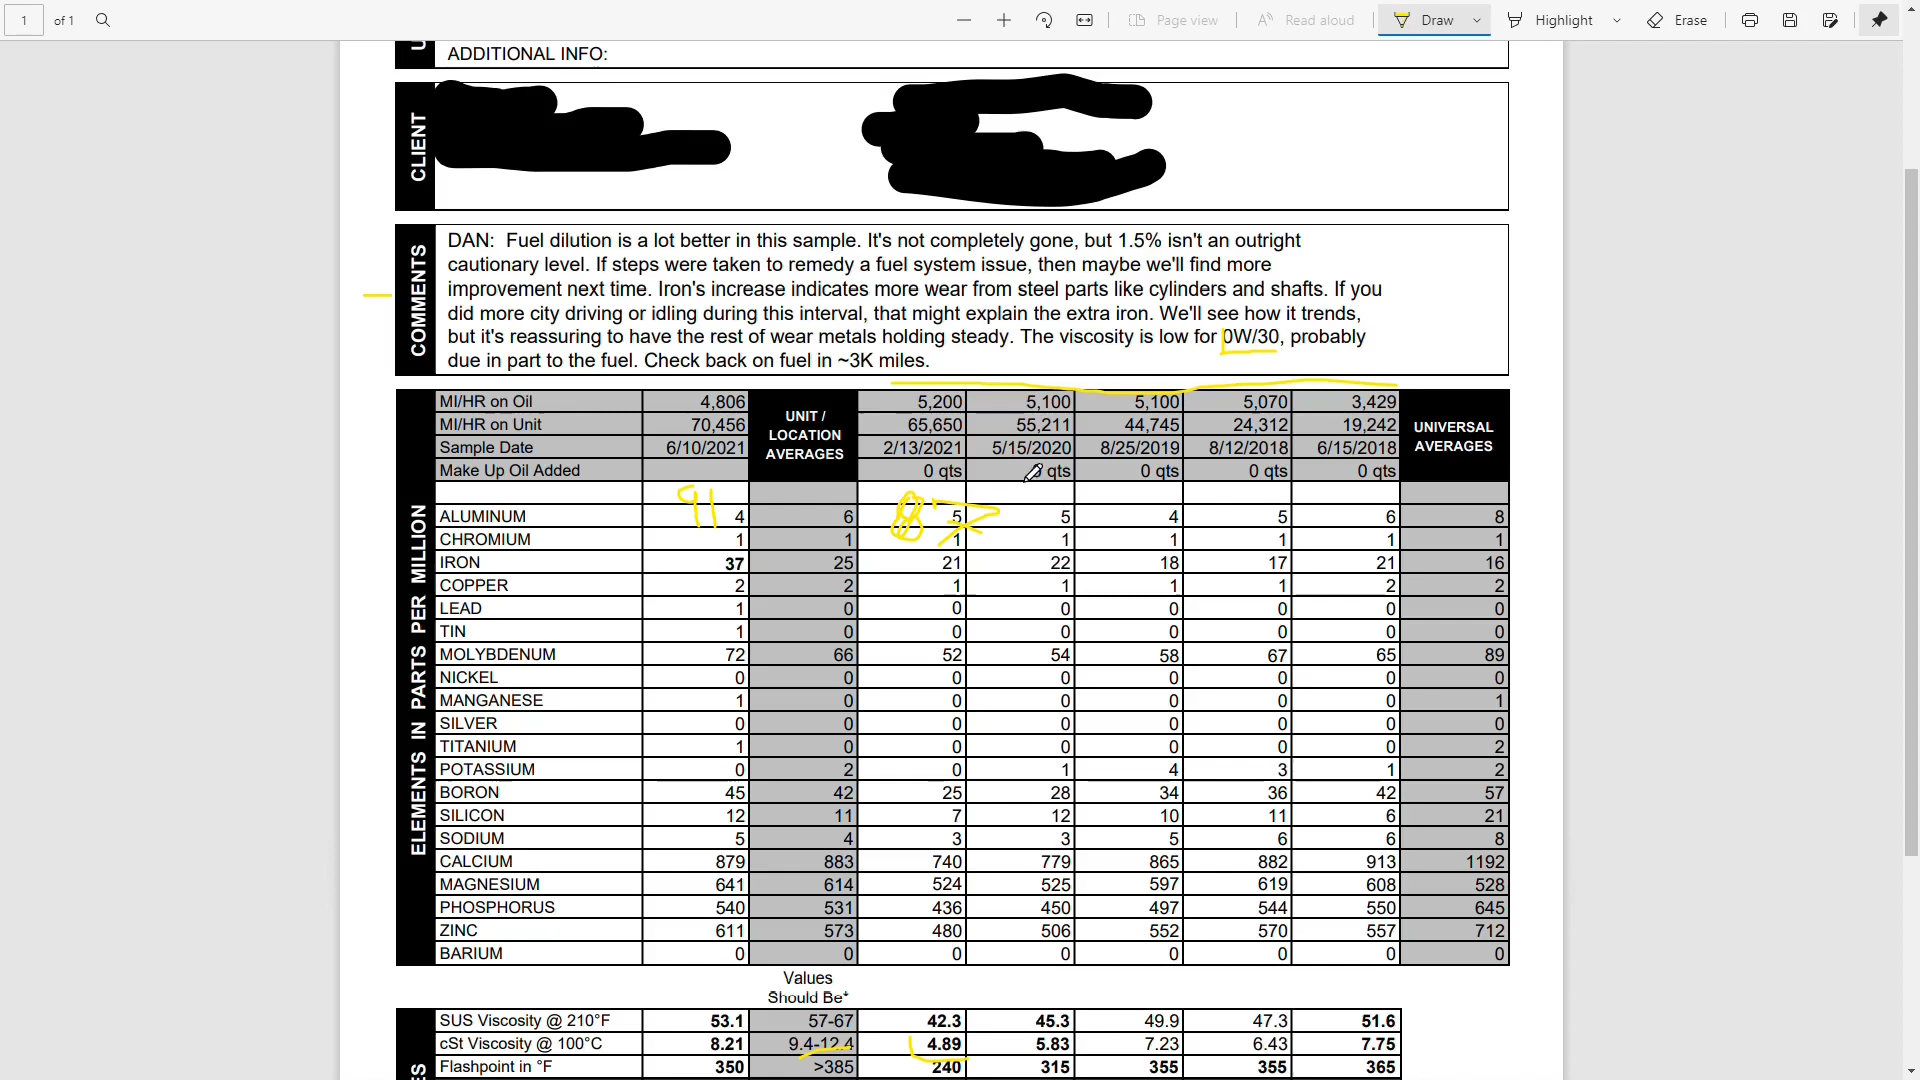 1 of 1 Page view Read aloud Draw Highlight Erase
ADDITIONAL INFO:
CLIENT
COMMENTS
DAN: Fuel dilution is a lot better in this sample. It's not completely gone, but 1.5% isn't an outright
cautionary level. If steps were taken to remedy a fuel system issue, then maybe we'll find more
improvement next time. Iron's increase indicates more wear from steel parts like cylinders and shafts. If you
did more city driving or idling during this interval, that might explain the extra iron. We'll see how it trends,
but it's reassuring to have the rest of wear metals holding steady. The viscosity is low for 0W/30, probably
due in part to the fuel. Check back on fuel in ~3K miles.
MI/HR on Oil 4,806 5,200 5,100 5,100 5,070 3,429
MI/HR on Unit 70,456 65,650 55,211 44,745 24,312 19,242
Sample Date 6/10/2021 2/13/2021 5/15/2020 8/25/2019 8/12/2018 6/15/2018
Make Up Oil Added 0 qts qts 0 qts 0 qts 0 qts
UNIT /
LOCATION
AVERAGES
UNIVERSAL
AVERAGES
91 87
ELEMENTS IN PARTS PER MILLION
ALUMINUM 4 6 5 5 4 5 6 8
CHROMIUM 1 1 1 1 1 1 1 1
IRON 37 25 21 22 18 17 21 16
COPPER 2 2 1 1 1 1 2 2
LEAD 1 0 0 0 0 0 0 0
TIN 1 0 0 0 0 0 0 0
MOLYBDENUM 72 66 52 54 58 67 65 89
NICKEL 0 0 0 0 0 0 0 0
MANGANESE 1 0 0 0 0 0 0 1
SILVER 0 0 0 0 0 0 0 0
TITANIUM 1 0 0 0 0 0 0 2
POTASSIUM 0 2 0 1 4 3 1 2
BORON 45 42 25 28 34 36 42 57
SILICON 12 11 7 12 10 11 6 21
SODIUM 5 4 3 3 5 6 6 8
CALCIUM 879 883 740 779 865 882 913 1192
MAGNESIUM 641 614 524 525 597 619 608 528
PHOSPHORUS 540 531 436 450 497 544 550 645
ZINC 611 573 480 506 552 570 557 712
BARIUM 0 0 0 0 0 0 0 0
Values
Should Be*
SUS Viscosity @ 210°F 53.1 57-67 42.3 45.3 49.9 47.3 51.6
cSt Viscosity @ 100°C 8.21 9.4-12.4 4.89 5.83 7.23 6.43 7.75
Flashpoint in °F 350 >385 240 315 355 355 365